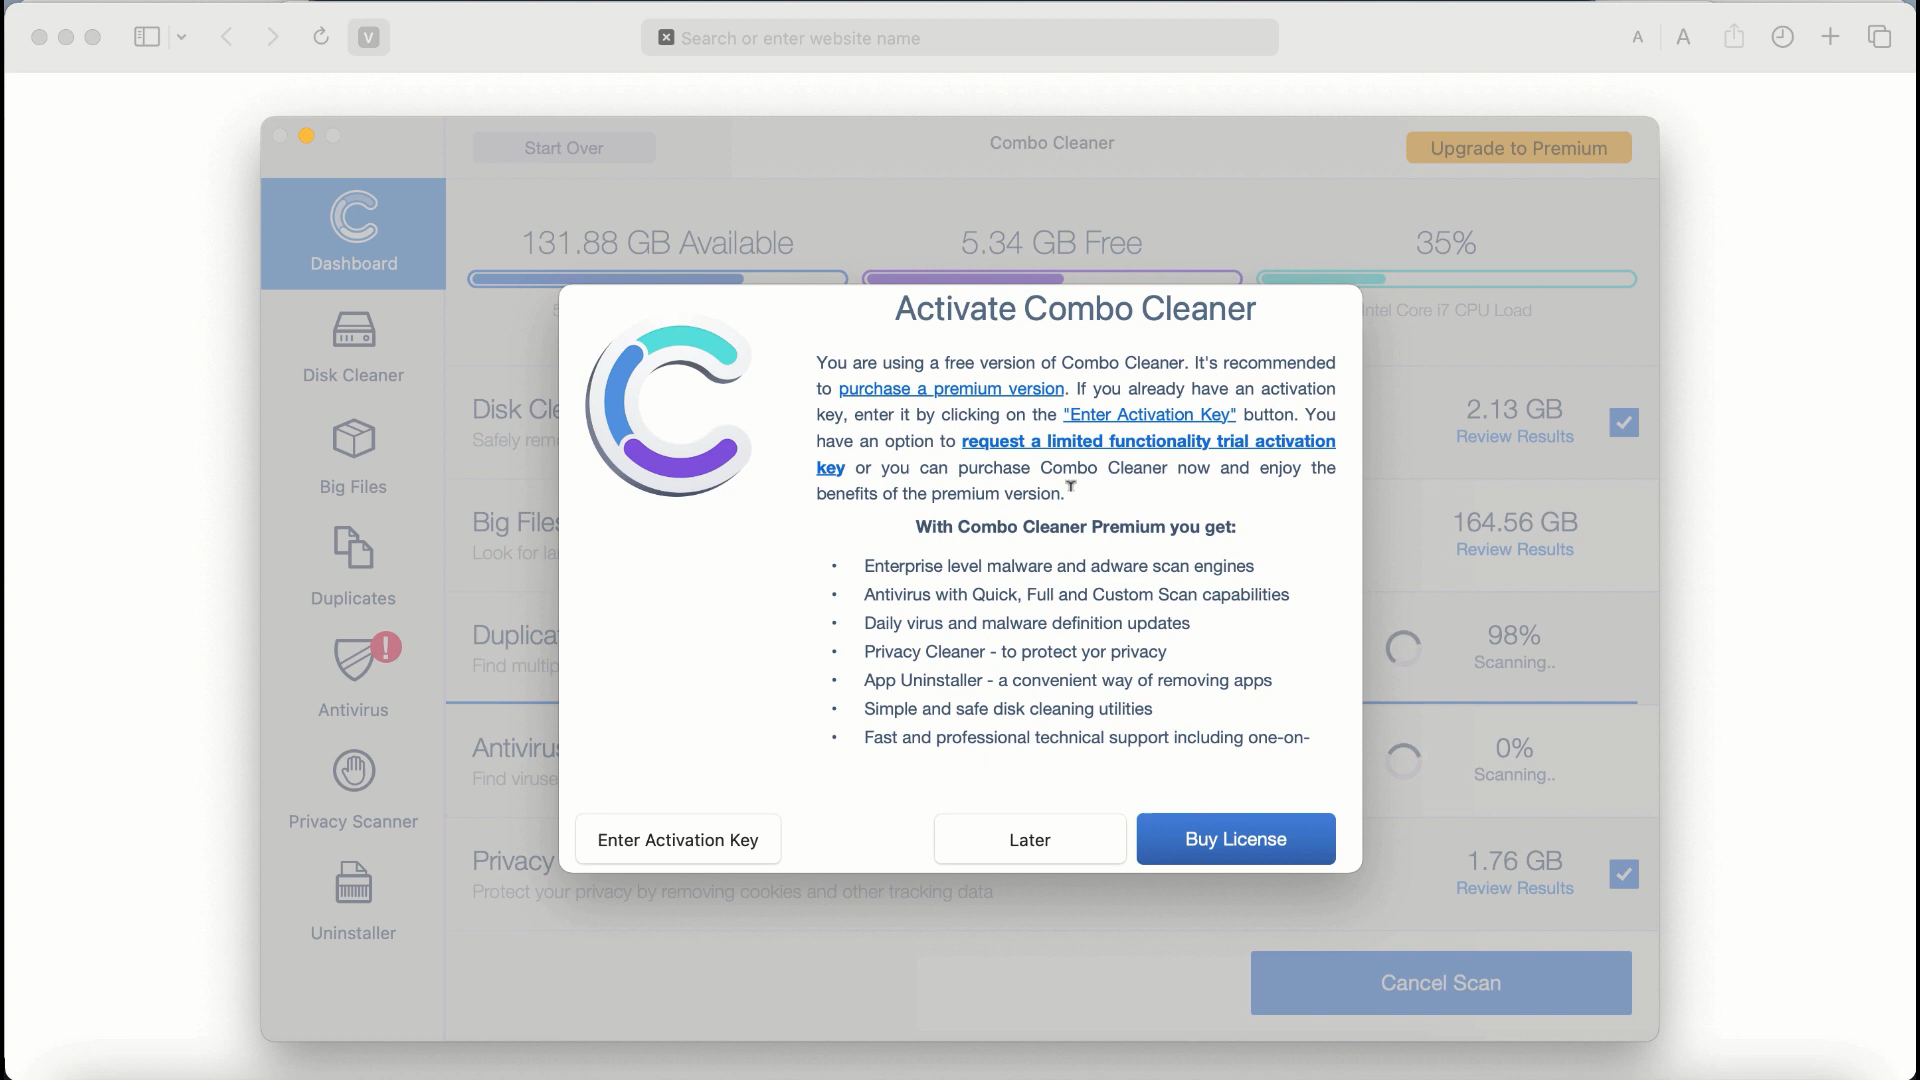 V
Search or enter website name
A
A
Start Over
Combo Cleaner
Upgrade to Premium
Dashboard
131.88 GB Available
5.34 GB Free
35%
Intel Core i7 CPU Load
Activate Combo Cleaner
You are using a free version of Combo Cleaner. It's recommended
to purchase a premium version. If you already have an activation
key, enter it by clicking on the "Enter Activation Key" button. You
have an option to request a limited functionality trial activation
key or you can purchase Combo Cleaner now and enjoy the
benefits of the premium version.
With Combo Cleaner Premium you get:
• Enterprise level malware and adware scan engines
• Antivirus with Quick, Full and Custom Scan capabilities
• Daily virus and malware definition updates
• Privacy Cleaner - to protect yor privacy
• App Uninstaller - a convenient way of removing apps
• Simple and safe disk cleaning utilities
• Fast and professional technical support including one-on-
Enter Activation Key
Later
Buy License
Disk Cleaner
Big Files
Duplicates
Antivirus
Privacy Scanner
Uninstaller
Disk Cle
Safely rem
2.13 GB
Review Results
Big Files
Look for la
164.56 GB
Review Results
Duplica
Find multip
98%
Scanning..
Antivirus
Find viruse
0%
Scanning..
Privacy
Protect your privacy by removing cookies and other tracking data
1.76 GB
Review Results
Cancel Scan